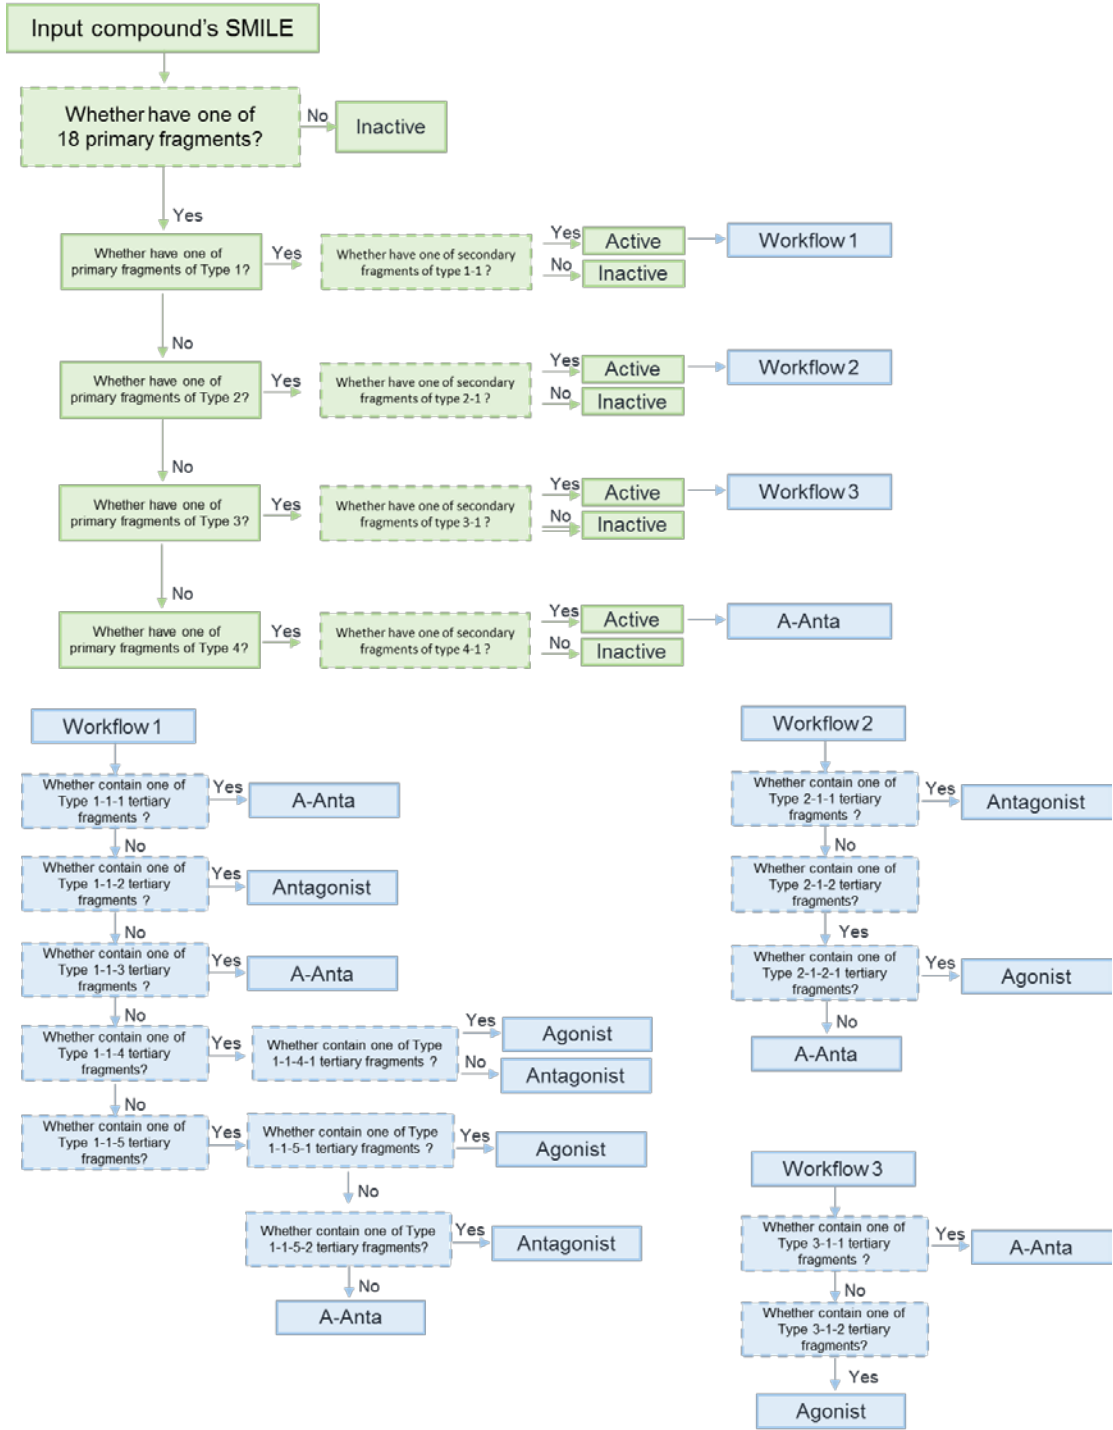 Input compound's SMILE
Whether have one of
18 primary fragments?
No
Inactive
Yes
Whether have one of
primary fragments of Type 1?
Yes
Whether have one of secondary
fragments of type 1-1 ?
Yes
Active
Workflow 1
No
Inactive
No
Whether have one of
primary fragments of Type 2?
Yes
Whether have one of secondary
fragments of type 2-1 ?
Yes
Active
Workflow 2
No
Inactive
No
Whether have one of
primary fragments of Type 3?
Yes
Whether have one of secondary
fragments of type 3-1 ?
Yes
Active
Workflow 3
No
Inactive
No
Whether have one of
primary fragments of Type 4?
Yes
Whether have one of secondary
fragments of type 4-1 ?
Yes
Active
A-Anta
No
Inactive
Workflow 1
Whether contain one of
Type 1-1-1 tertiary
fragments ?
Yes
A-Anta
No
Whether contain one of
Type 1-1-2 tertiary
fragments ?
Yes
Antagonist
No
Whether contain one of
Type 1-1-3 tertiary
fragments ?
Yes
A-Anta
No
Whether contain one of
Type 1-1-4 tertiary
fragments?
Yes
Whether contain one of Type
1-1-4-1 tertiary fragments ?
Yes
Agonist
No
Antagonist
No
Whether contain one of
Type 1-1-5 tertiary
fragments?
Yes
Whether contain one of Type
1-1-5-1 tertiary fragments ?
Yes
Agonist
No
Whether contain one of Type
1-1-5-2 tertiary fragments?
Yes
Antagonist
No
A-Anta
Workflow 2
Whether contain one of
Type 2-1-1 tertiary
fragments ?
Yes
Antagonist
No
Whether contain one of
Type 2-1-2 tertiary
fragments?
Yes
Whether contain one of
Type 2-1-2-1 tertiary
fragments?
Yes
Agonist
No
A-Anta
Workflow 3
Whether contain one of
Type 3-1-1 tertiary
fragments ?
Yes
A-Anta
No
Whether contain one of
Type 3-1-2 tertiary
fragments?
Yes
Agonist